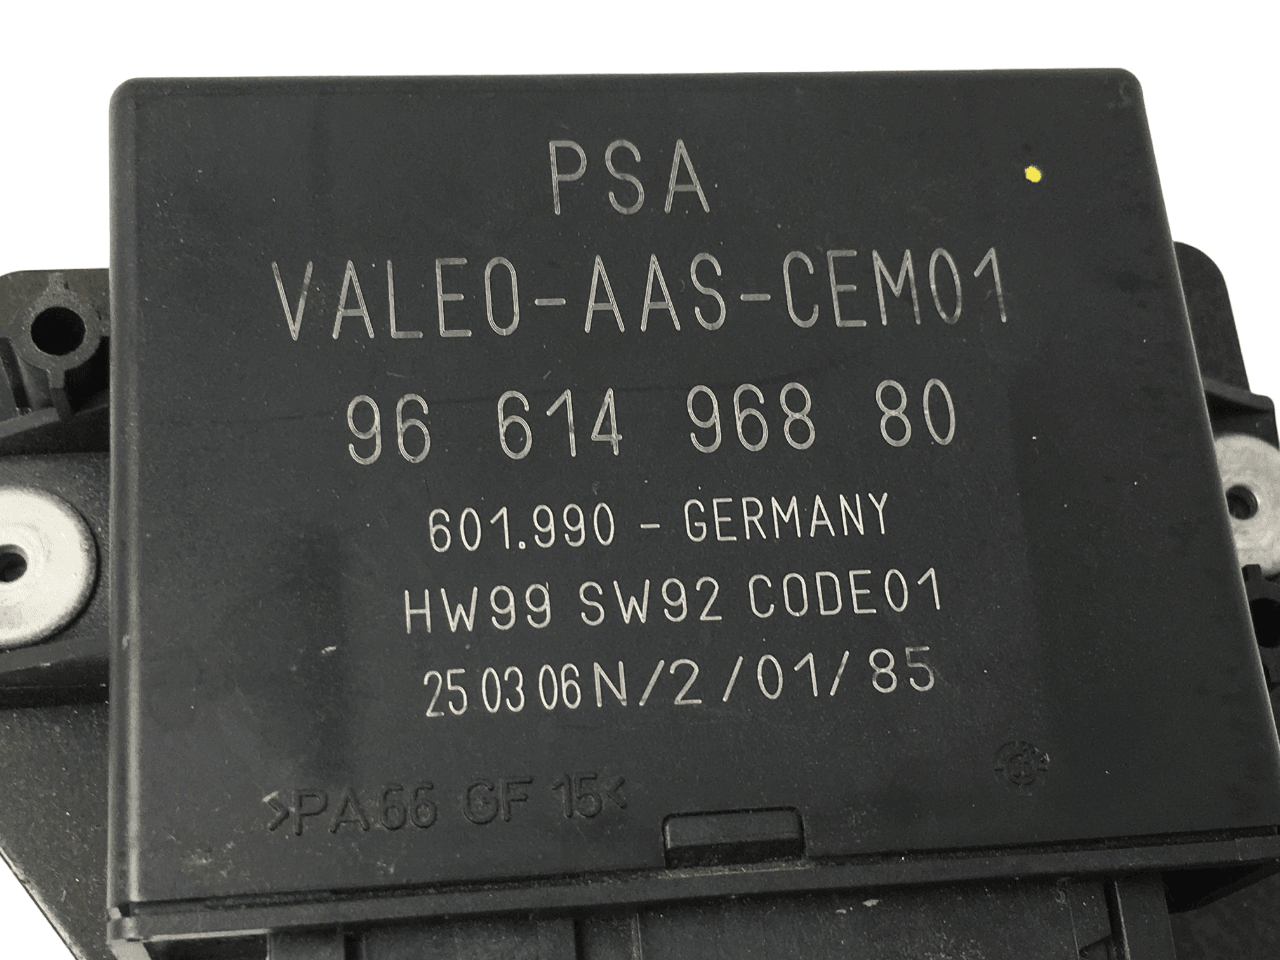 PSA
VALEO-AAS-CEM01
96 614 968 80
601.990 - GERMANY
HW99 SW92 CODE01
25 03 06 N/2/01/85
>PA66 GF 15<